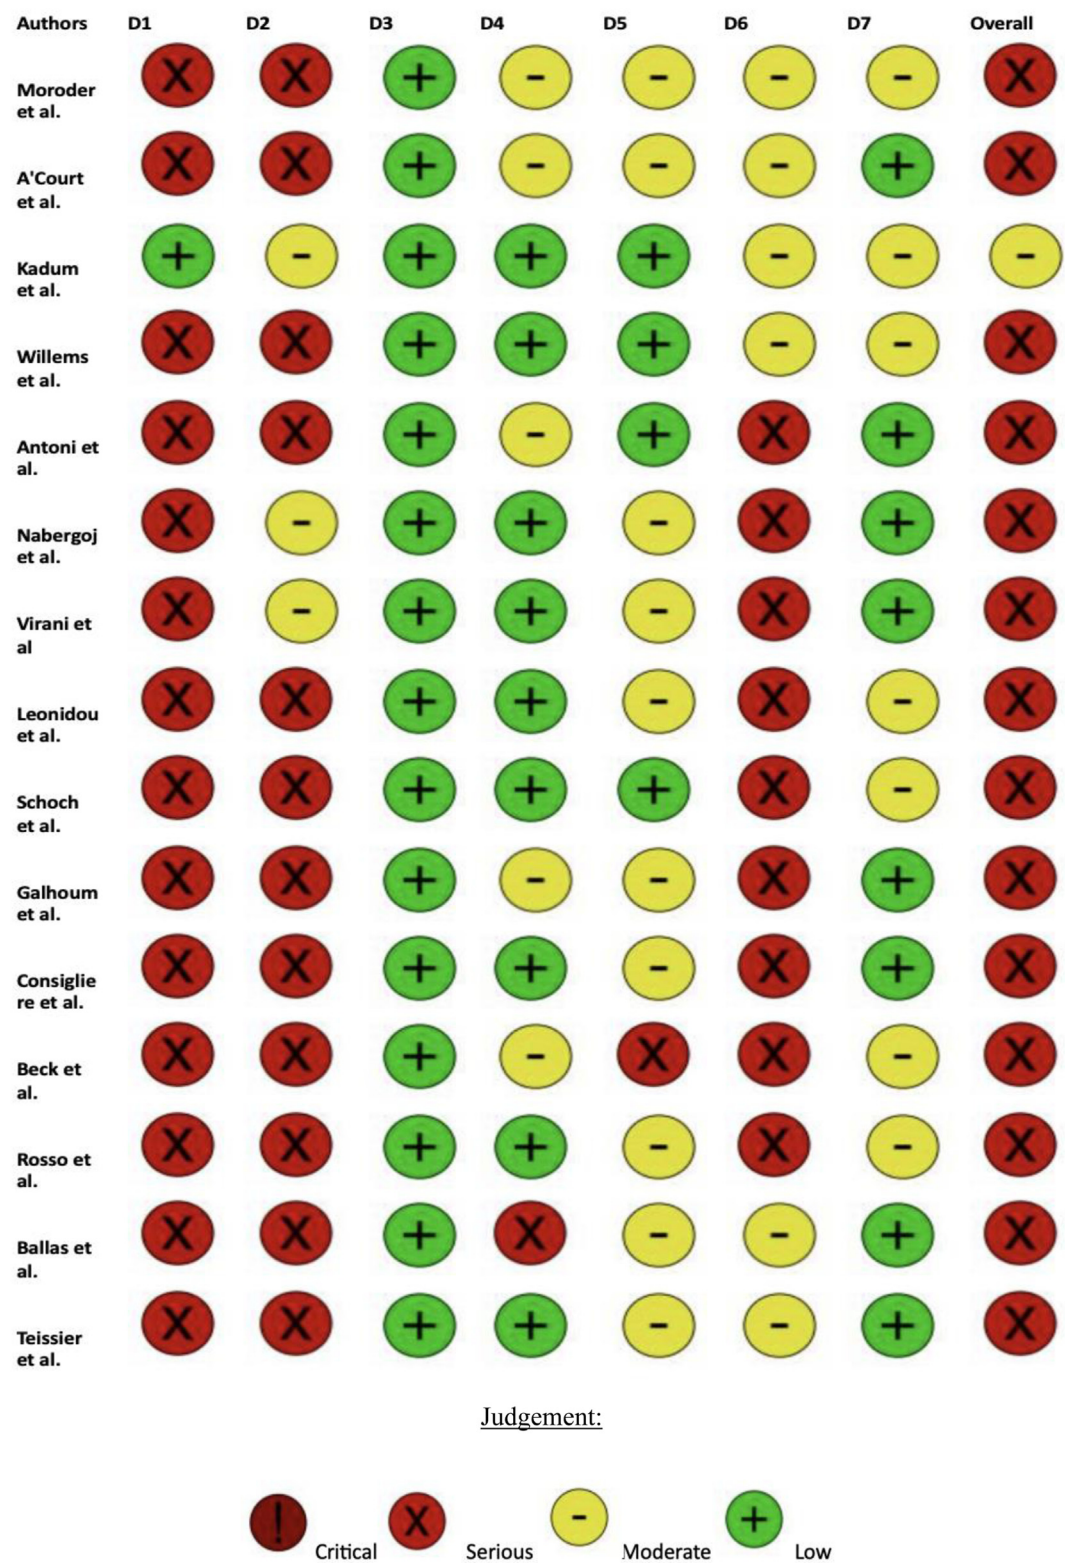 Authors D1 D2 D3 D4 D5 D6 D7 Overall
Moroder X X + - - - - X
et al.
A'Court X X + - - - + X
et al.
Kadum + - + + + - - -
et al.
Willems X X + + + - - X
et al.
Antoni et X X + - + X + X
al.
Nabergoj X - + + - X + X
et al.
Virani et X - + + - X + X
al
Leonidou X X + + - X - X
et al.
Schoch X X + + + X - X
et al.
Galhoum X X + - - X + X
et al.
Consiglie X X + + - X + X
re et al.
Beck et X X + - X X - X
al.
Rosso et X X + + - X - X
al.
Ballas et X X + X - - + X
al.
Teissier X X + + - - + X
et al.
Judgement:
! Critical X Serious - Moderate + Low